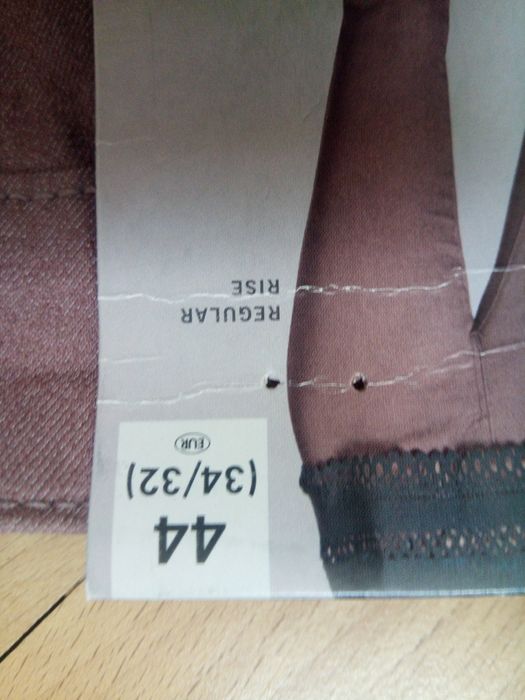 44
(34/32)
EUR
REGULAR
RISE